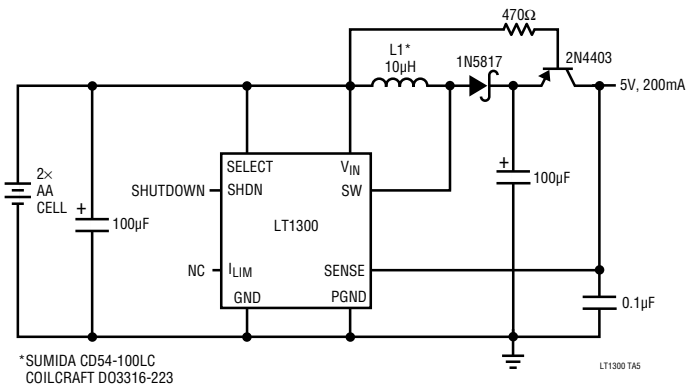 470Ω
L1*
10µH
1N5817
2N4403
5V, 200mA
2×
AA
CELL
+
100µF
SELECT
VIN
SHUTDOWN
SHDN
SW
LT1300
+
100µF
NC
ILIM
SENSE
GND
PGND
0.1µF
*SUMIDA CD54-100LC
COILCRAFT DO3316-223
LT1300 TA5